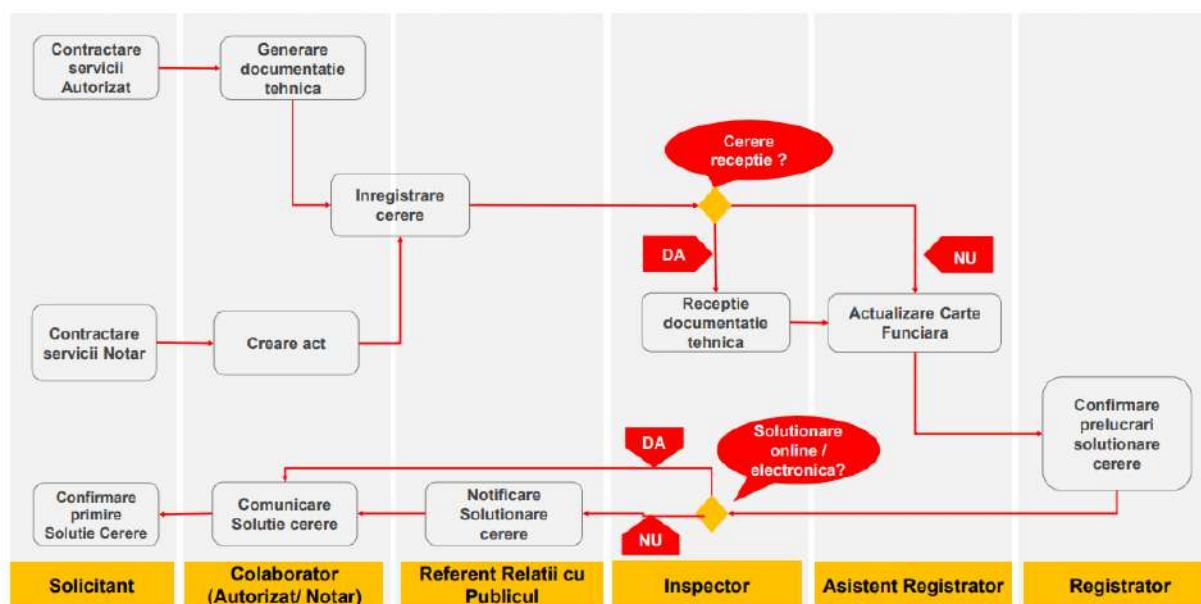 Contractare
servicii
Autorizat
Generare
documentatie
tehnica
Cerere
receptie ?
Inregistrare
cerere
DA
NU
Contractare
servicii Notar
Creare act
Receptie
documentatie
tehnica
Actualizare Carte
Funciara
Confirmare
prelucrari
solutionare
cerere
Solutionare
online /
electronica?
DA
Confirmare
primire
Solutie Cerere
Comunicare
Solutie cerere
Notificare
Solutionare
cerere
NU
Solicitant
Colaborator
(Autorizat/ Notar)
Referent Relatii cu
Publicul
Inspector
Asistent Registrator
Registrator